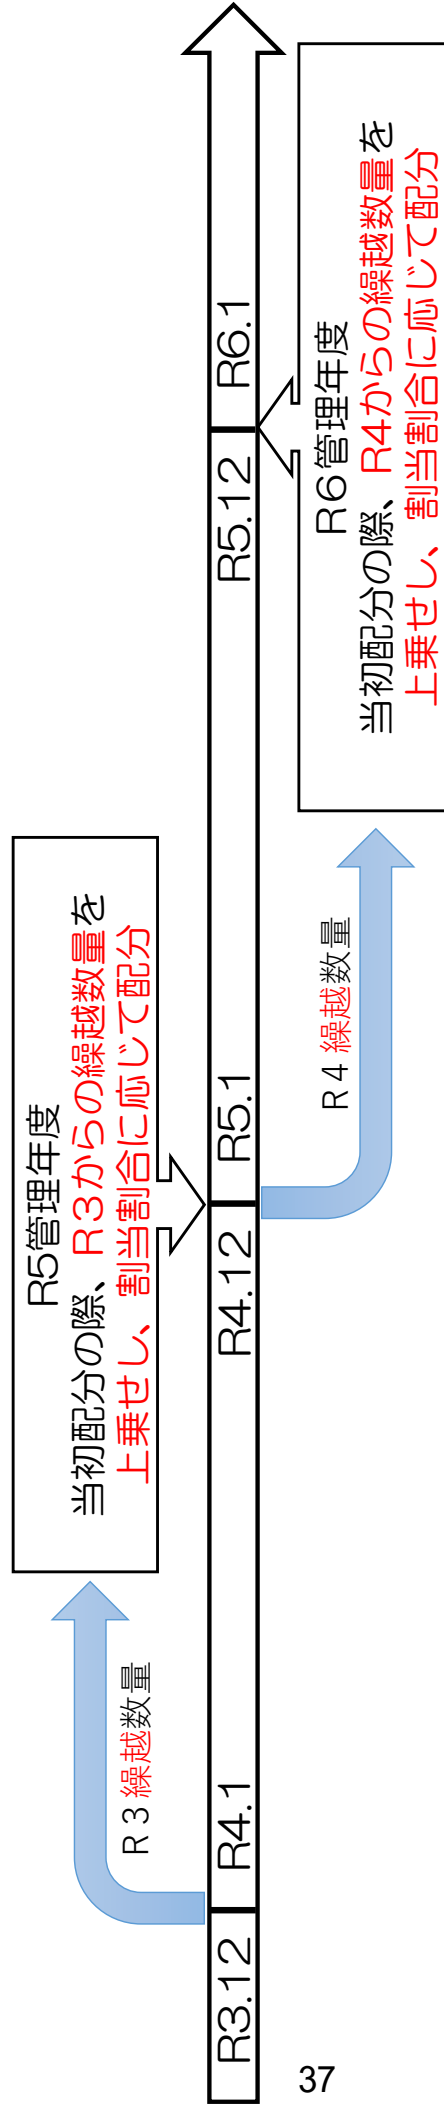 R5管理年度
当初配分の際、R3からの繰越数量を
上乗せし、割当割合に応じて配分
R３繰越数量
R3.12
R4.1
R4.12
R5.1
R5.12
R6.1
R４繰越数量
R6管理年度
当初配分の際、R4からの繰越数量を
上乗せし、割当割合に応じて配分
37